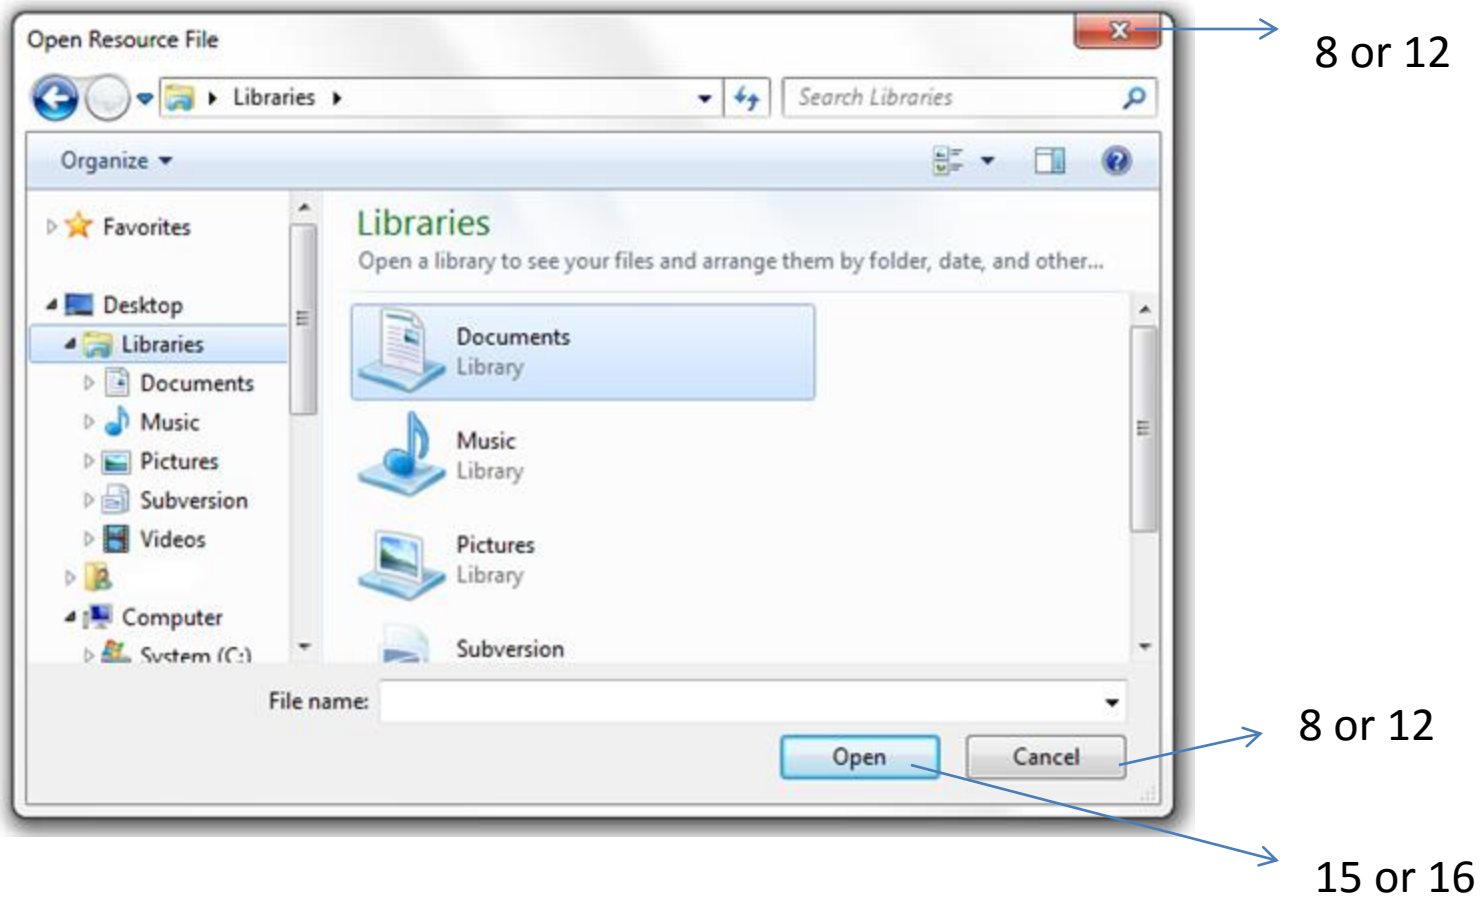 Open Resource File
8 or 12
Libraries
Search Libraries
Organize
Favorites
Desktop
Libraries
Documents
Music
Pictures
Subversion
Videos
Computer
System (C:)
Libraries
Open a library to see your files and arrange them by folder, date, and other...
Documents
Library
Music
Library
Pictures
Library
Subversion
File name:
Open
Cancel
8 or 12
15 or 16